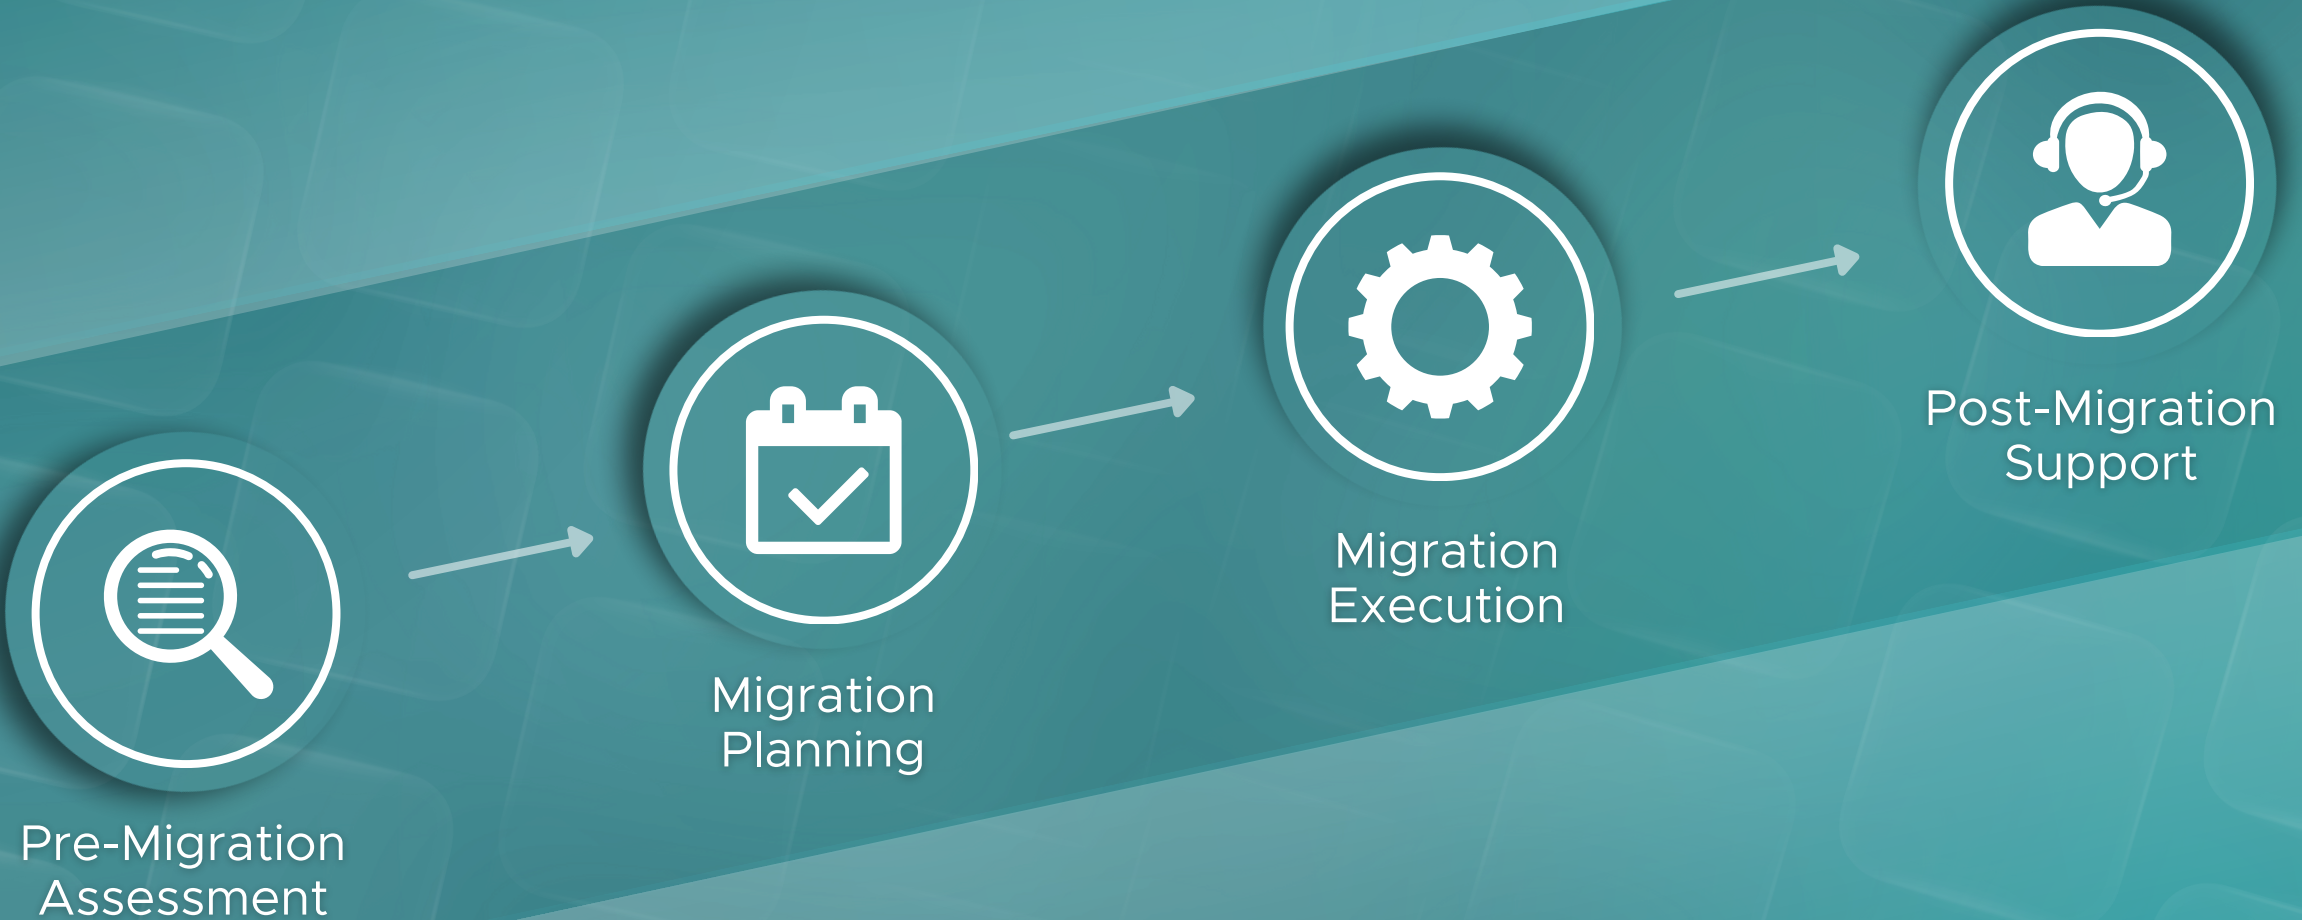 Pre-Migration
Assessment
Migration
Planning
Migration
Execution
Post-Migration
Support